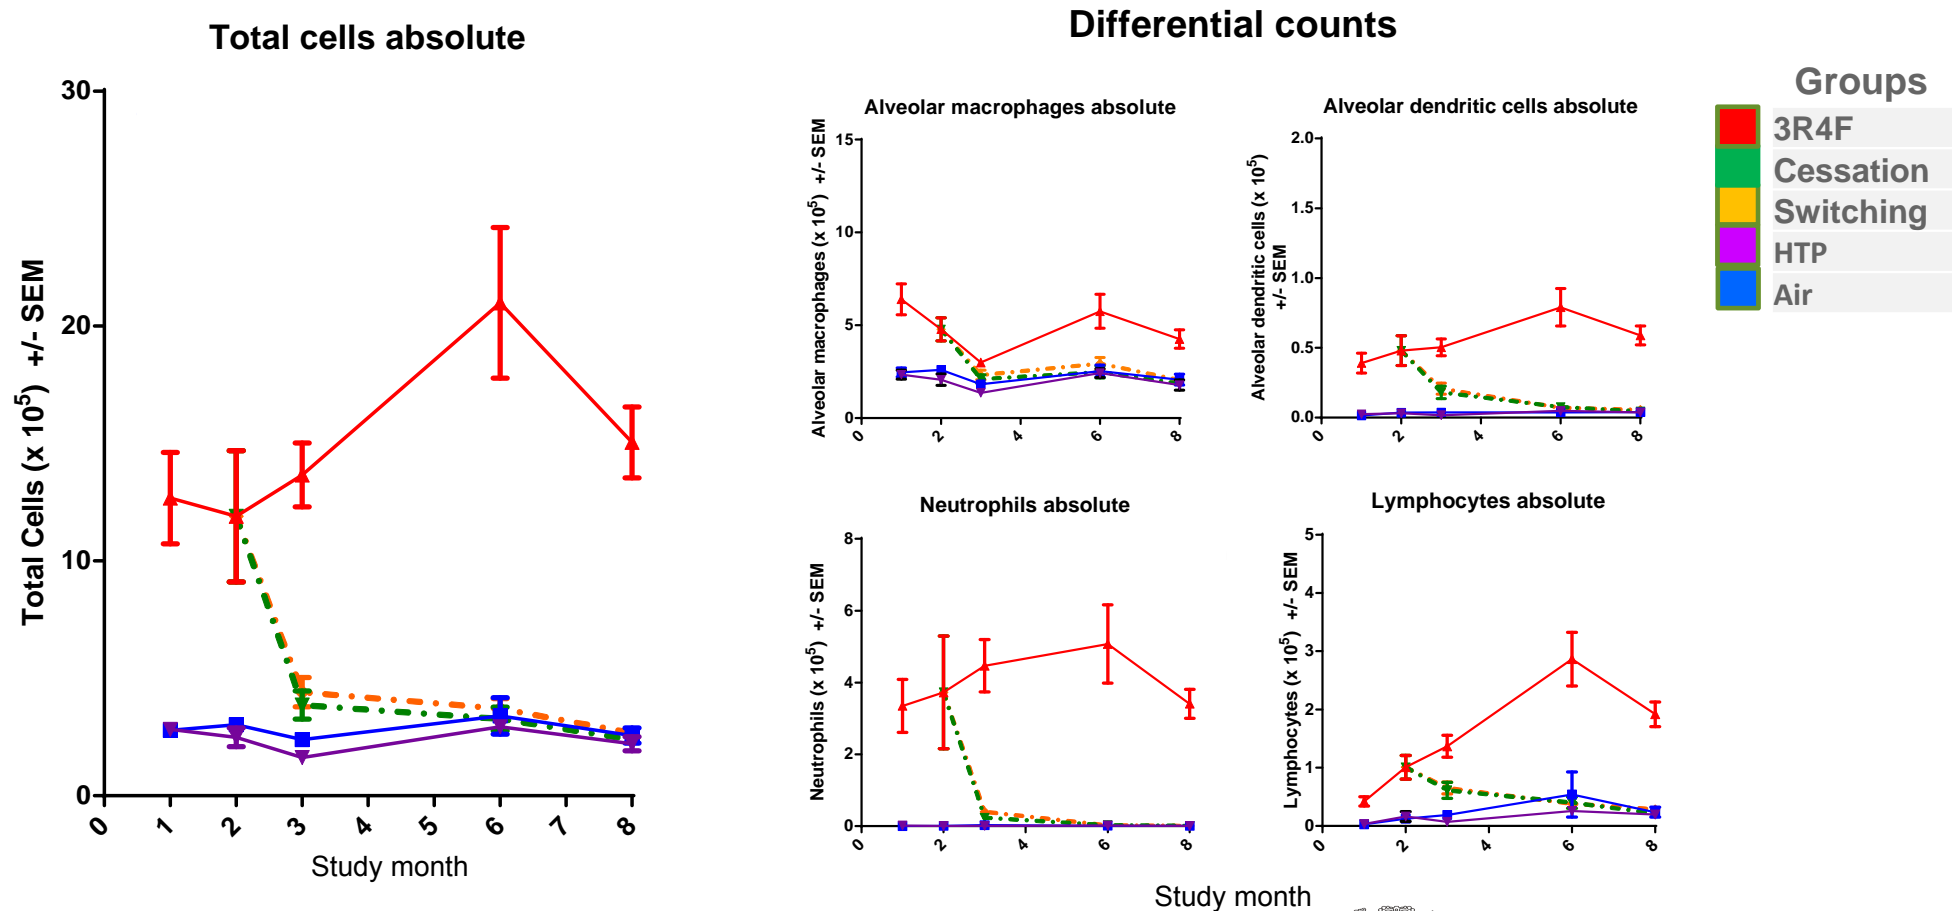 Total cells absolute
Total Cells (x 10⁵) +/- SEM
30
20
10
0
0 1 2 3 4 5 6 7 8
Study month
Differential counts
Alveolar macrophages absolute
Alveolar macrophages (x 10⁵) +/- SEM
15
10
5
0
0 2 4 6 8
Alveolar dendritic cells absolute
Alveolar dendritic cells (x 10⁵)
+/- SEM
2.0
1.5
1.0
0.5
0.0
0 2 4 6 8
Neutrophils absolute
Neutrophils (x 10⁵) +/- SEM
8
6
4
2
0
0 2 4 6 8
Lymphocytes absolute
Lymphocytes (x 10⁵) +/- SEM
5
4
3
2
1
0
0 2 4 6 8
Study month
Groups
3R4F
Cessation
Switching
HTP
Air